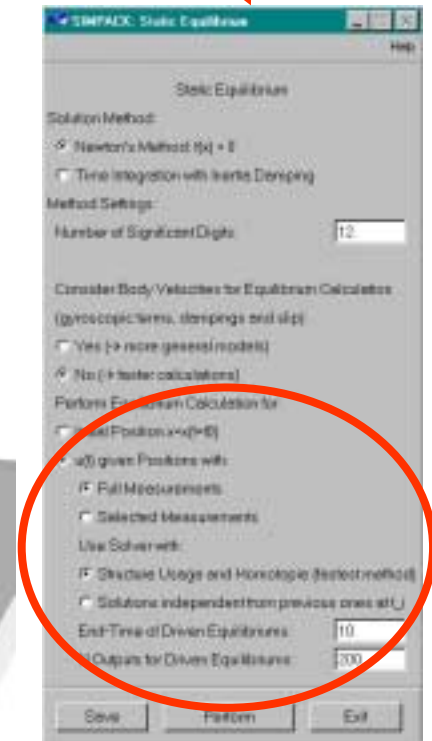 SIMPACK: Static Equilibrium
Help
Static Equilibrium
Solution Method:
Newton's Method f(x) = 0
Time Integration with Inertia Damping
Method Settings:
Number of Significant Digits: 12.
Consider Body Velocities for Equilibrium Calculation
(gyroscopic terms, dampings and slip)
Yes (-> more general models)
No (-> faster calculations)
Perform Equilibrium Calculation for:
Initial Position
given Positions with:
Full Measurements
Selected Measurements
Use Solver with:
Structure Usage and Homotopie (fastest method)
Solutions independent from previous ones
End-Time of Driven Equilibriums: 10.
Outputs for Driven Equilibriums: 200.
Save Perform Exit